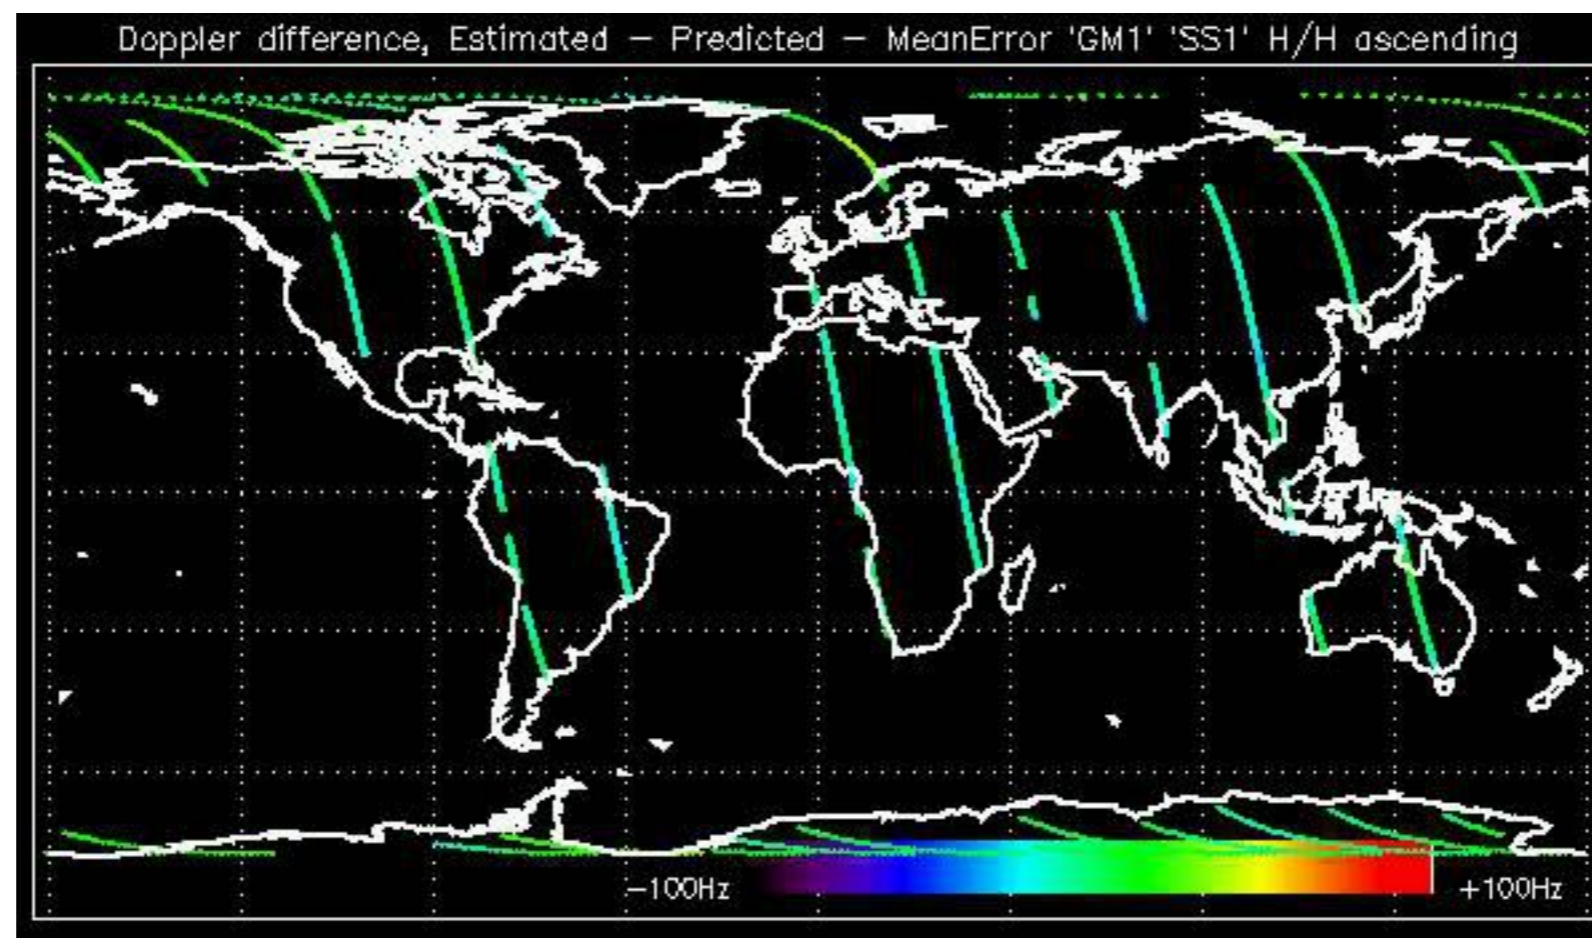 Doppler difference, Estimated – Predicted – MeanError 'GM1' 'SS1' H/H ascending
-100Hz +100Hz